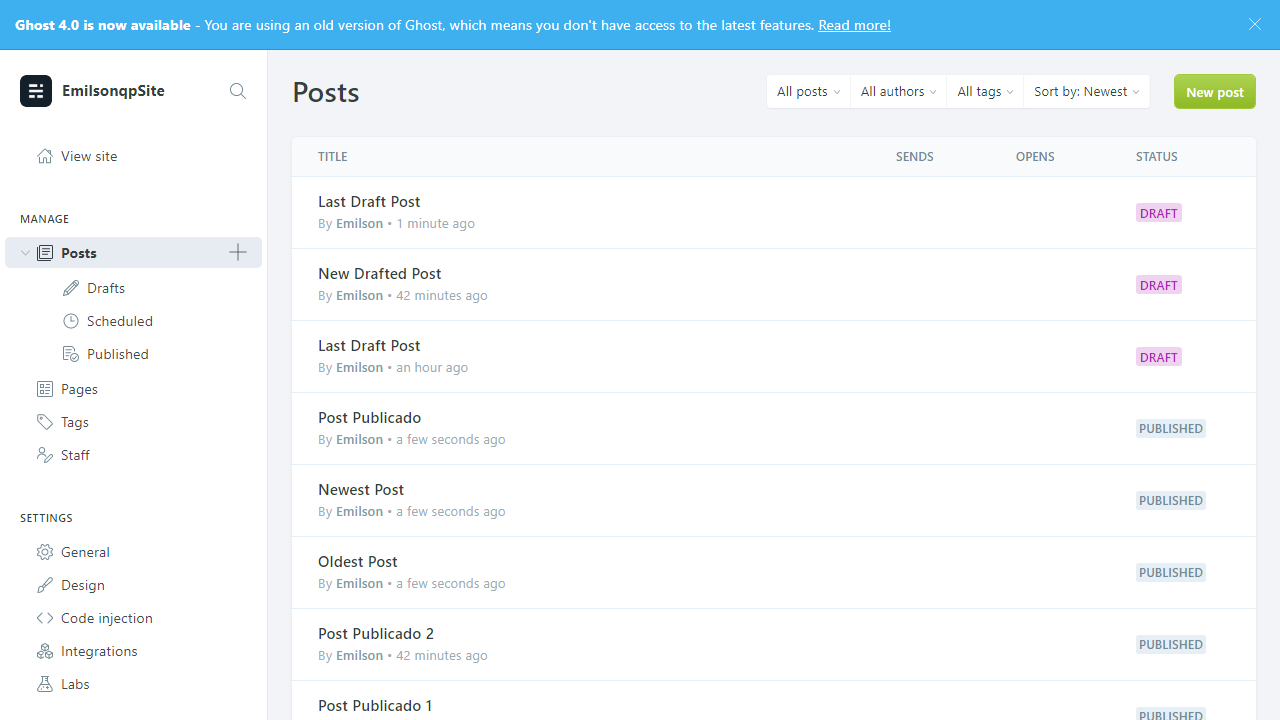 Ghost 4.0 is now available - You are using an old version of Ghost, which means you don't have access to the latest features. Read more!
EmilsonqpSite
View site
MANAGE
Posts
Drafts
Scheduled
Published
Pages
Tags
Staff
SETTINGS
General
Design
Code injection
Integrations
Labs
Posts
All posts
All authors
All tags
Sort by: Newest
New post
TITLE SENDS OPENS STATUS
Last Draft Post
By Emilson • 1 minute ago
DRAFT
New Drafted Post
By Emilson • 42 minutes ago
DRAFT
Last Draft Post
By Emilson • an hour ago
DRAFT
Post Publicado
By Emilson • a few seconds ago
PUBLISHED
Newest Post
By Emilson • a few seconds ago
PUBLISHED
Oldest Post
By Emilson • a few seconds ago
PUBLISHED
Post Publicado 2
By Emilson • 42 minutes ago
PUBLISHED
Post Publicado 1
PUBLISHED